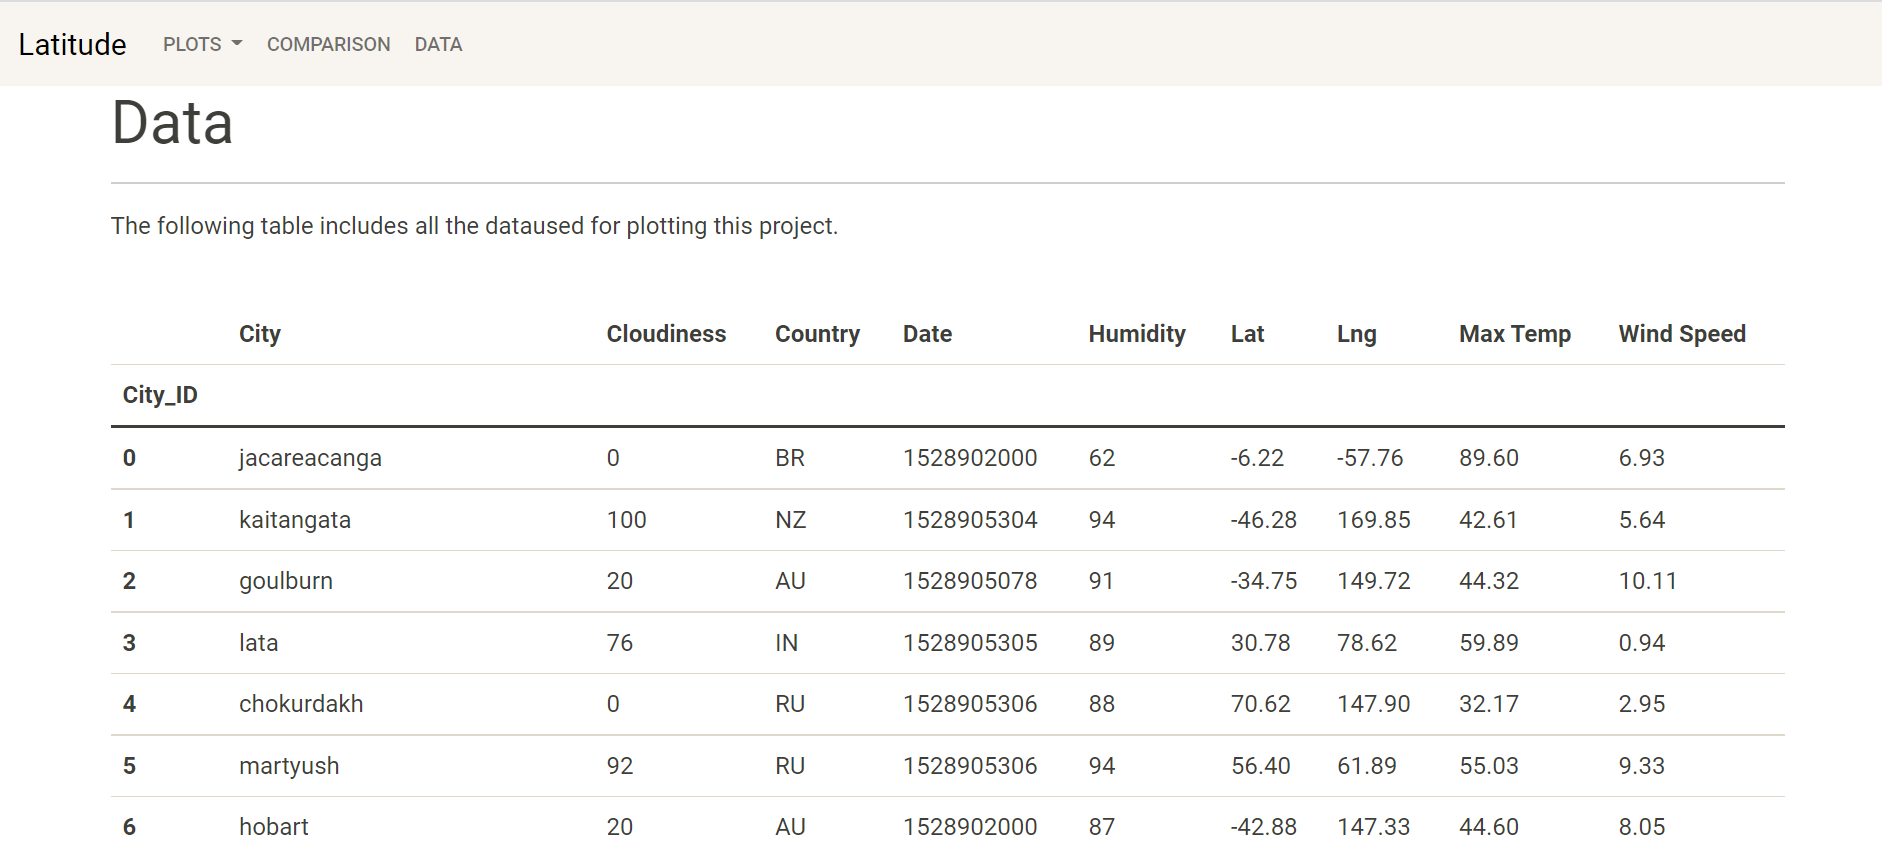 Latitude PLOTS COMPARISON DATA
Data
The following table includes all the dataused for plotting this project.
City Cloudiness Country Date Humidity Lat Lng Max Temp Wind Speed
City_ID
0 jacareacanga 0 BR 1528902000 62 -6.22 -57.76 89.60 6.93
1 kaitangata 100 NZ 1528905304 94 -46.28 169.85 42.61 5.64
2 goulburn 20 AU 1528905078 91 -34.75 149.72 44.32 10.11
3 lata 76 IN 1528905305 89 30.78 78.62 59.89 0.94
4 chokurdakh 0 RU 1528905306 88 70.62 147.90 32.17 2.95
5 martyush 92 RU 1528905306 94 56.40 61.89 55.03 9.33
6 hobart 20 AU 1528902000 87 -42.88 147.33 44.60 8.05